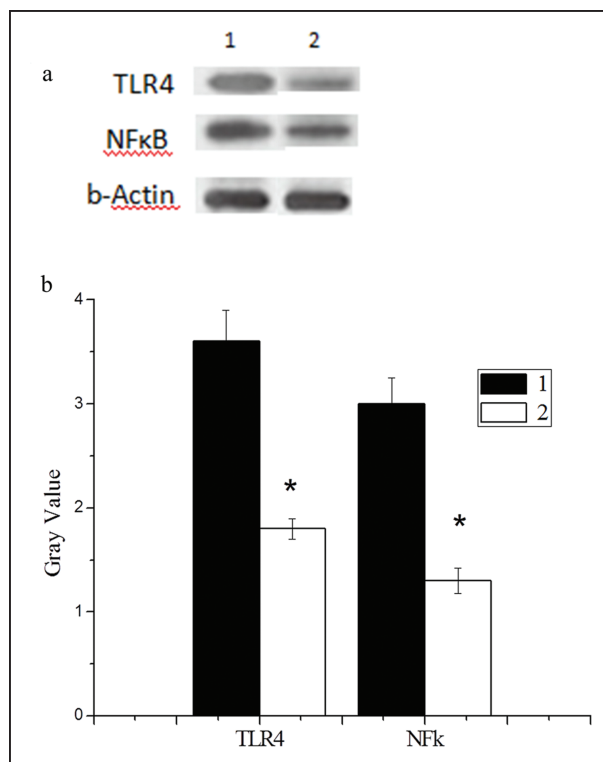 1 2
a
TLR4
NFκB
b-Actin
b
4
3
2
1
0
Gray Value
1
2
*
*
TLR4 NFk